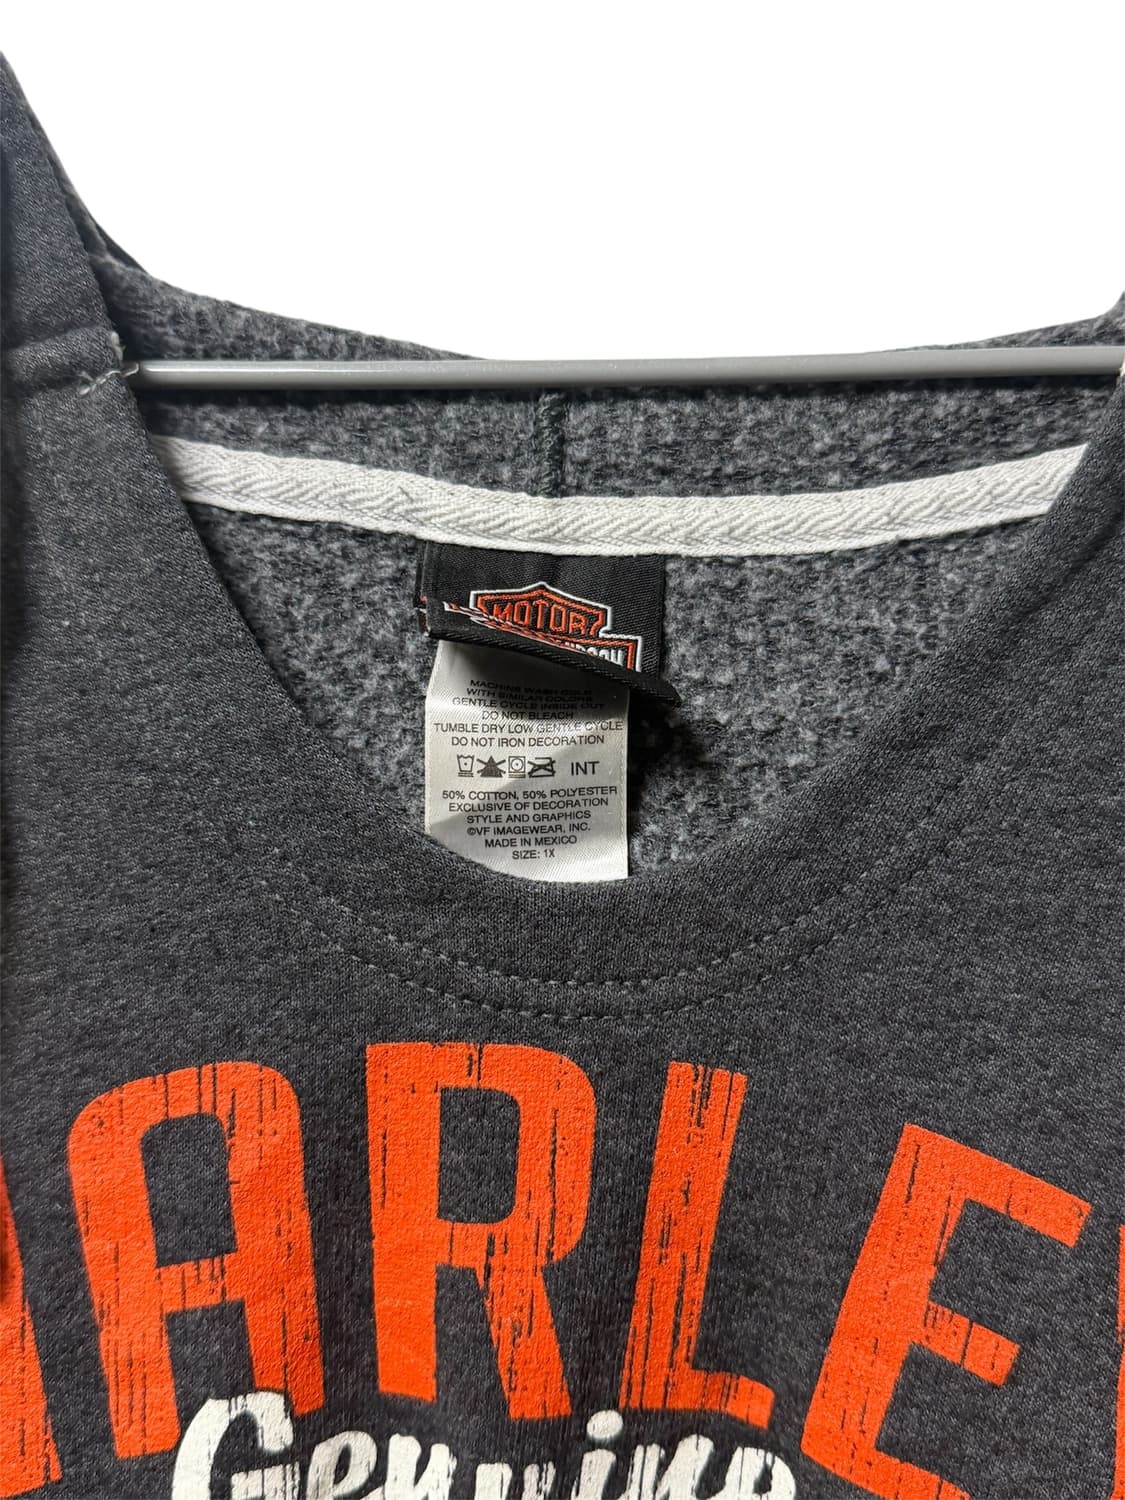 MOTOR
MACHINE WASH COLD
WITH SIMILAR COLORS
GENTLE CYCLE INSIDE OUT
DO NOT BLEACH
TUMBLE DRY LOW GENTLE CYCLE
DO NOT IRON DECORATION
INT
50% COTTON, 50% POLYESTER
EXCLUSIVE OF DECORATION
STYLE AND GRAPHICS
©VF IMAGEWEAR, INC.
MADE IN MEXICO
SIZE: 1X
HARLEY
Genuine